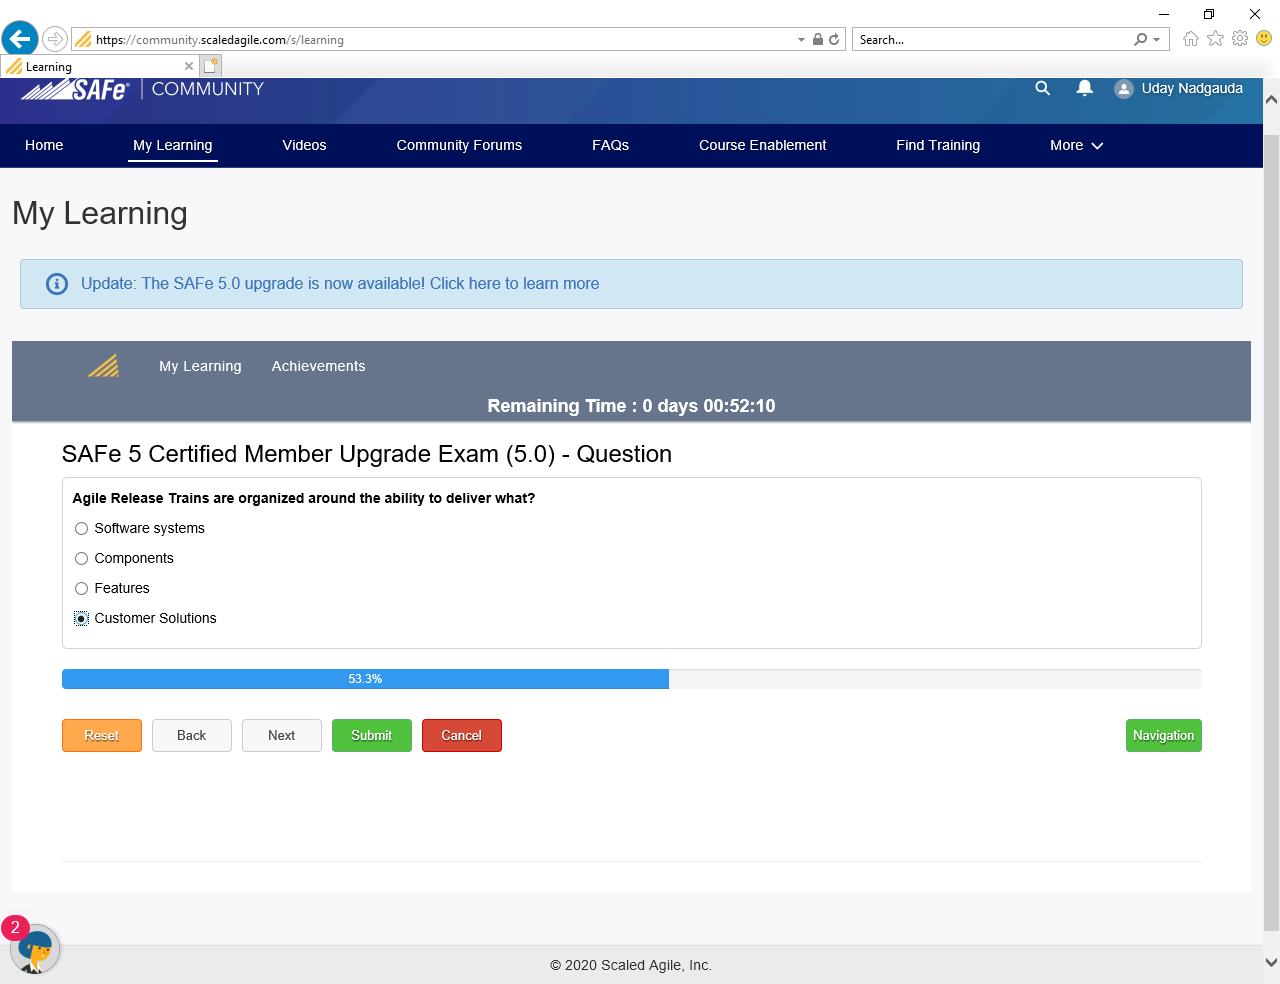 https://community.scaledagile.com/s/learning
Search...
Learning
SAFe® | COMMUNITY
Uday Nadgauda
Home My Learning Videos Community Forums FAQs Course Enablement Find Training More
My Learning
Update: The SAFe 5.0 upgrade is now available! Click here to learn more
My Learning Achievements
Remaining Time : 0 days 00:52:10
SAFe 5 Certified Member Upgrade Exam (5.0) - Question
Agile Release Trains are organized around the ability to deliver what?
Software systems
Components
Features
Customer Solutions
53.3%
Reset Back Next Submit Cancel Navigation
2
© 2020 Scaled Agile, Inc.